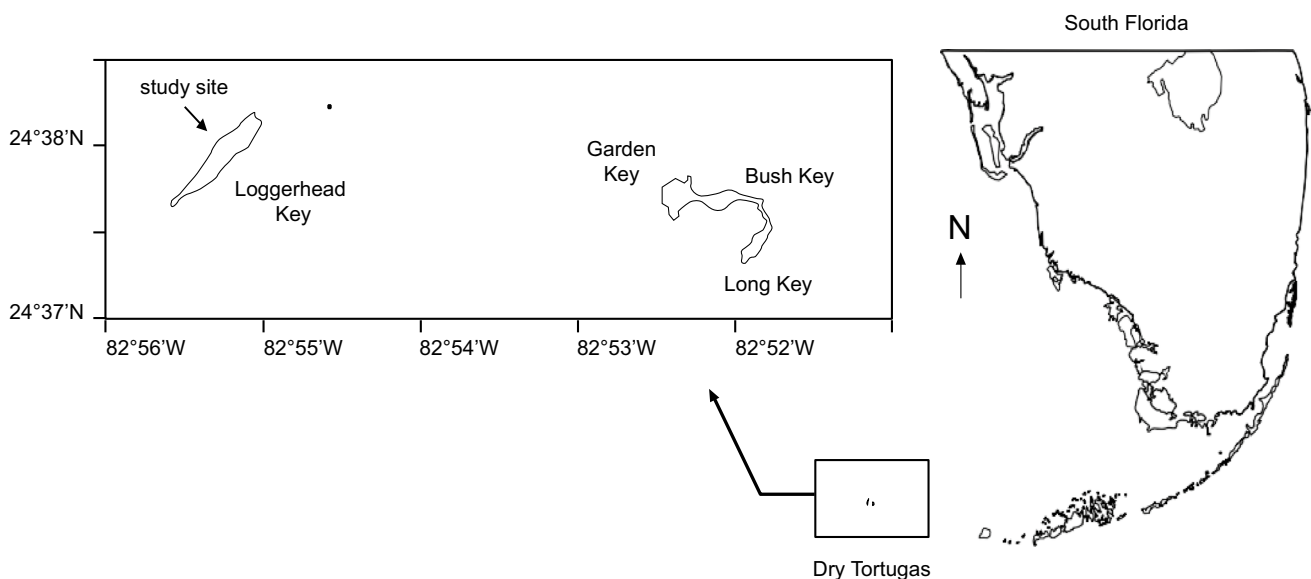 South Florida
study site
24°38'N
Garden
Key
Bush Key
Loggerhead
Key
N
Long Key
24°37'N
82°56'W
82°55'W
82°54'W
82°53'W
82°52'W
Dry Tortugas